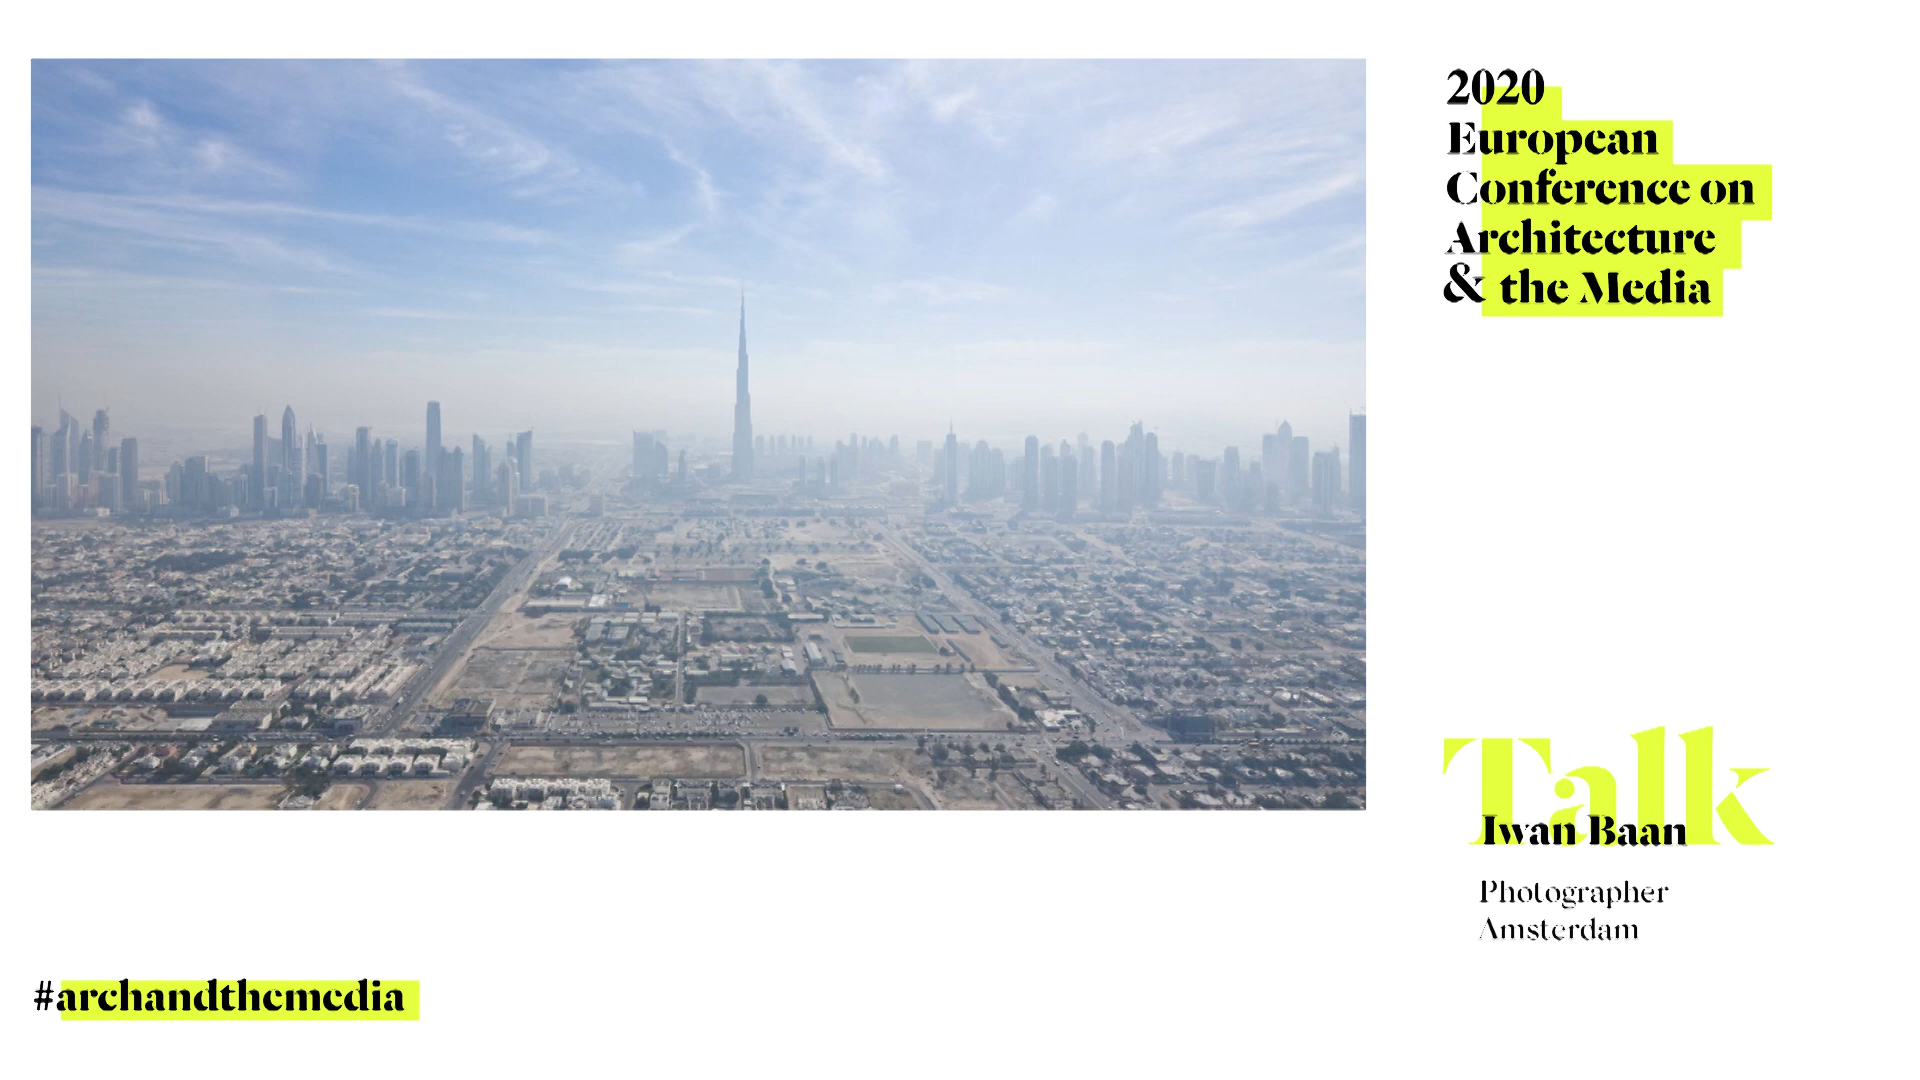 2020
European
Conference on
Architecture
& the Media
Talk
Iwan Baan
Photographer
Amsterdam
#archandthemedia